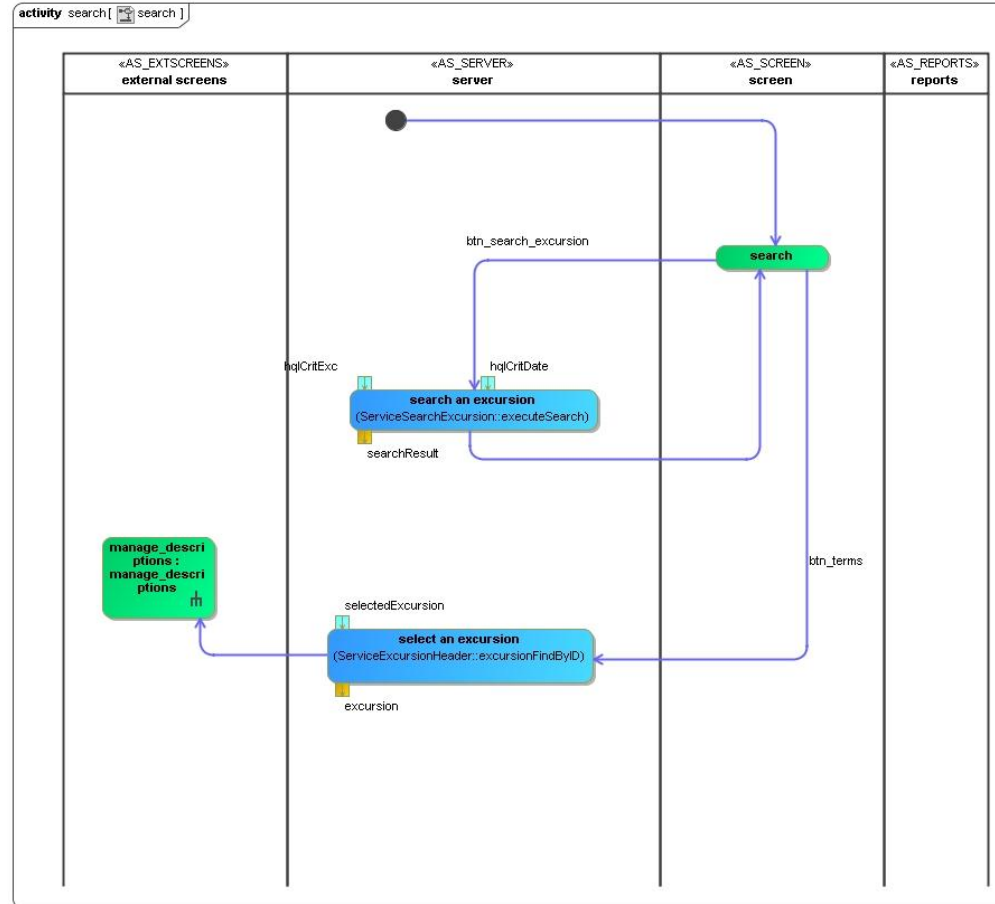 activity search[ search ]
«AS_EXTSCREENS»
external screens
«AS_SERVER»
server
«AS_SCREEN»
screen
«AS_REPORTS»
reports
btn_search_excursion
search
hqlCritExc
hqlCritDate
search an excursion
(ServiceSearchExcursion::executeSearch)
searchResult
manage_descri
ptions :
manage_descri
ptions
btn_terms
selectedExcursion
select an excursion
(ServiceExcursionHeader::excursionFindByID)
excursion